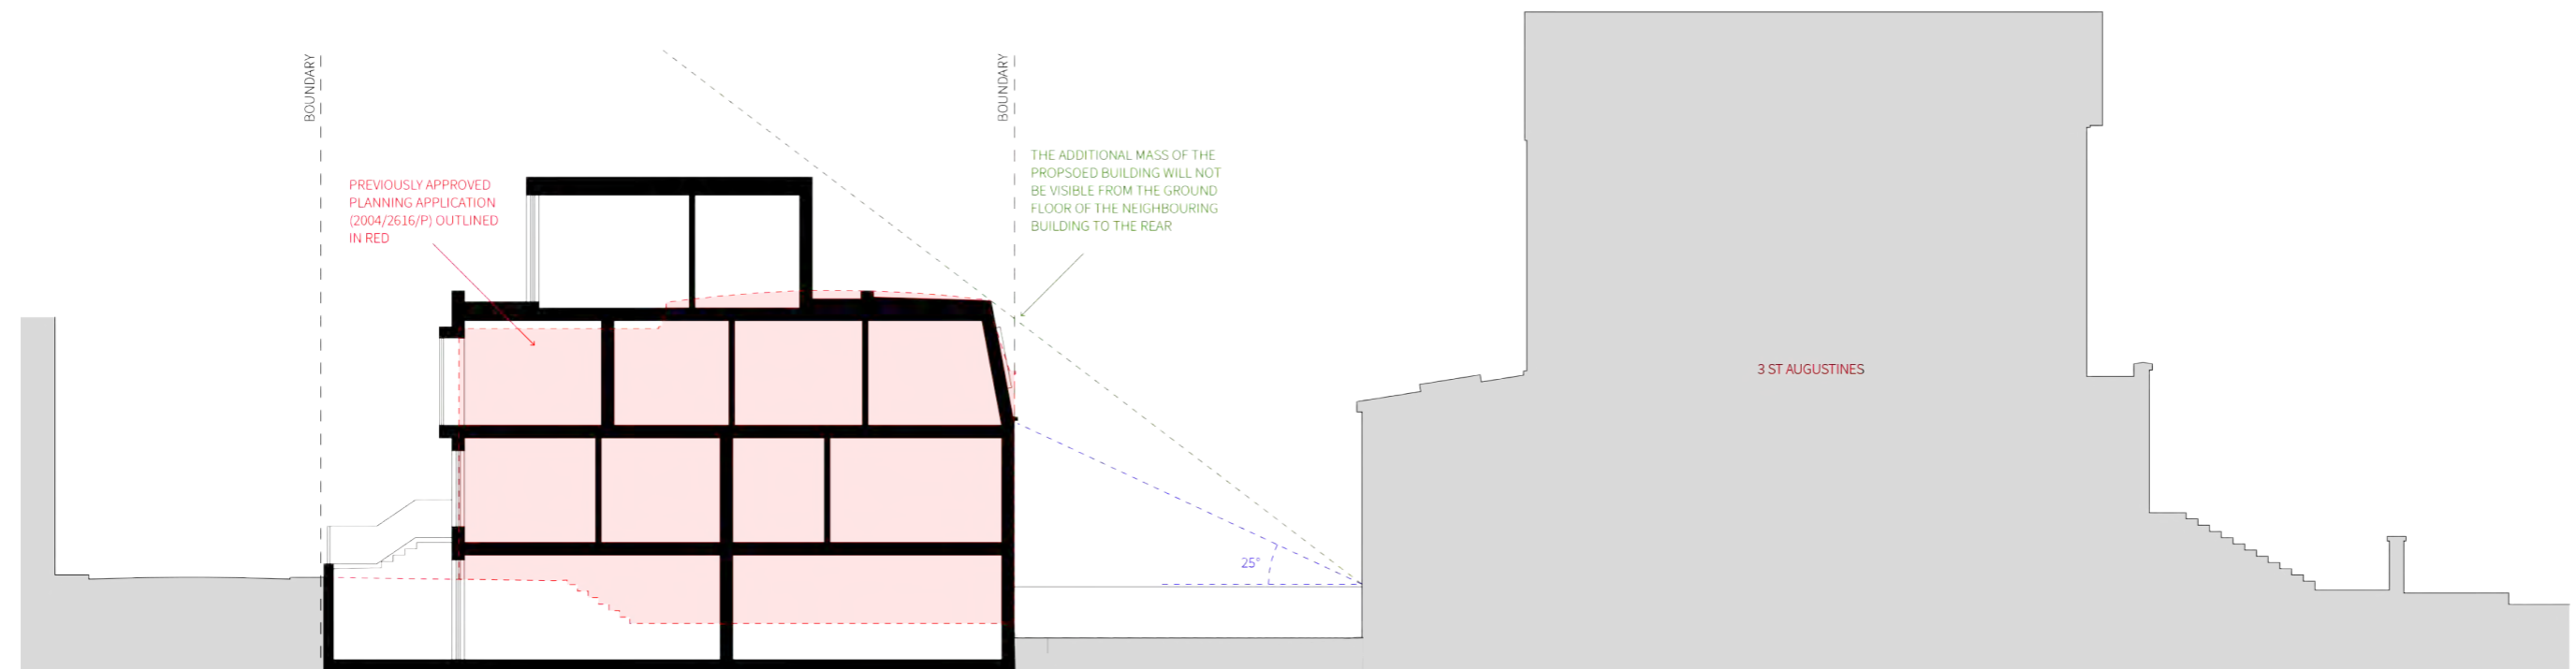 BOUNDARY
BOUNDARY
PREVIOUSLY APPROVED
PLANNING APPLICATION
(2004/2616/P) OUTLINED
IN RED
THE ADDITIONAL MASS OF THE
PROPSOED BUILDING WILL NOT
BE VISIBLE FROM THE GROUND
FLOOR OF THE NEIGHBOURING
BUILDING TO THE REAR
3 ST AUGUSTINES
25°